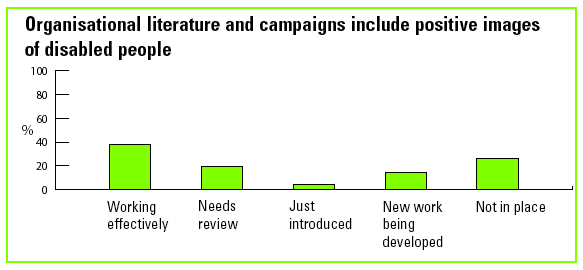 Organisational literature and campaigns include positive images
of disabled people
100
80
60
%
40
20
0
Working
effectively
Needs
review
Just
introduced
New work
being
developed
Not in place